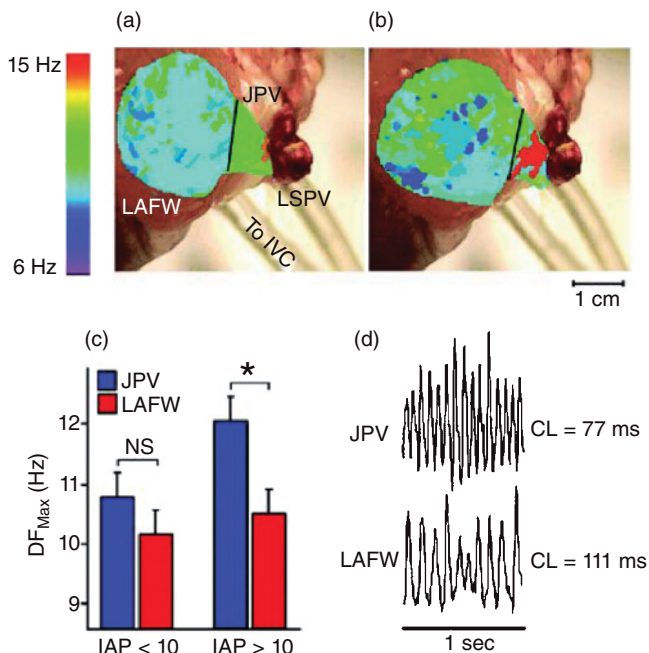 (a)
(b)
15 Hz
6 Hz
JPV
LAFW
LSPV
To IVC
1 cm
(c)
JPV
LAFW
NS
*
DFMax (Hz)
12
11
10
9
IAP < 10
IAP > 10
(d)
JPV
CL = 77 ms
LAFW
CL = 111 ms
1 sec